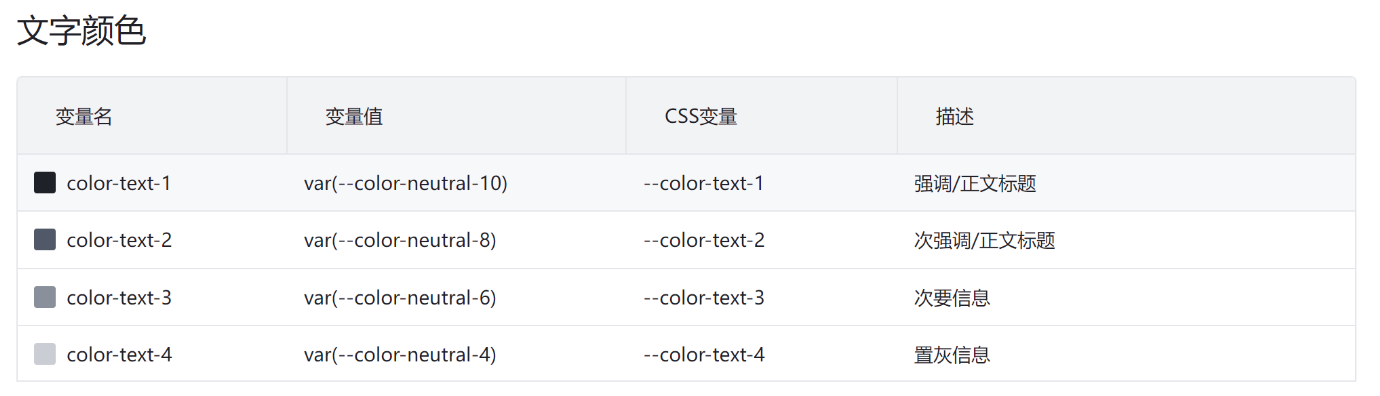 文字颜色
变量名 变量值 CSS变量 描述
color-text-1 var(--color-neutral-10) --color-text-1 强调/正文标题
color-text-2 var(--color-neutral-8) --color-text-2 次强调/正文标题
color-text-3 var(--color-neutral-6) --color-text-3 次要信息
color-text-4 var(--color-neutral-4) --color-text-4 置灰信息